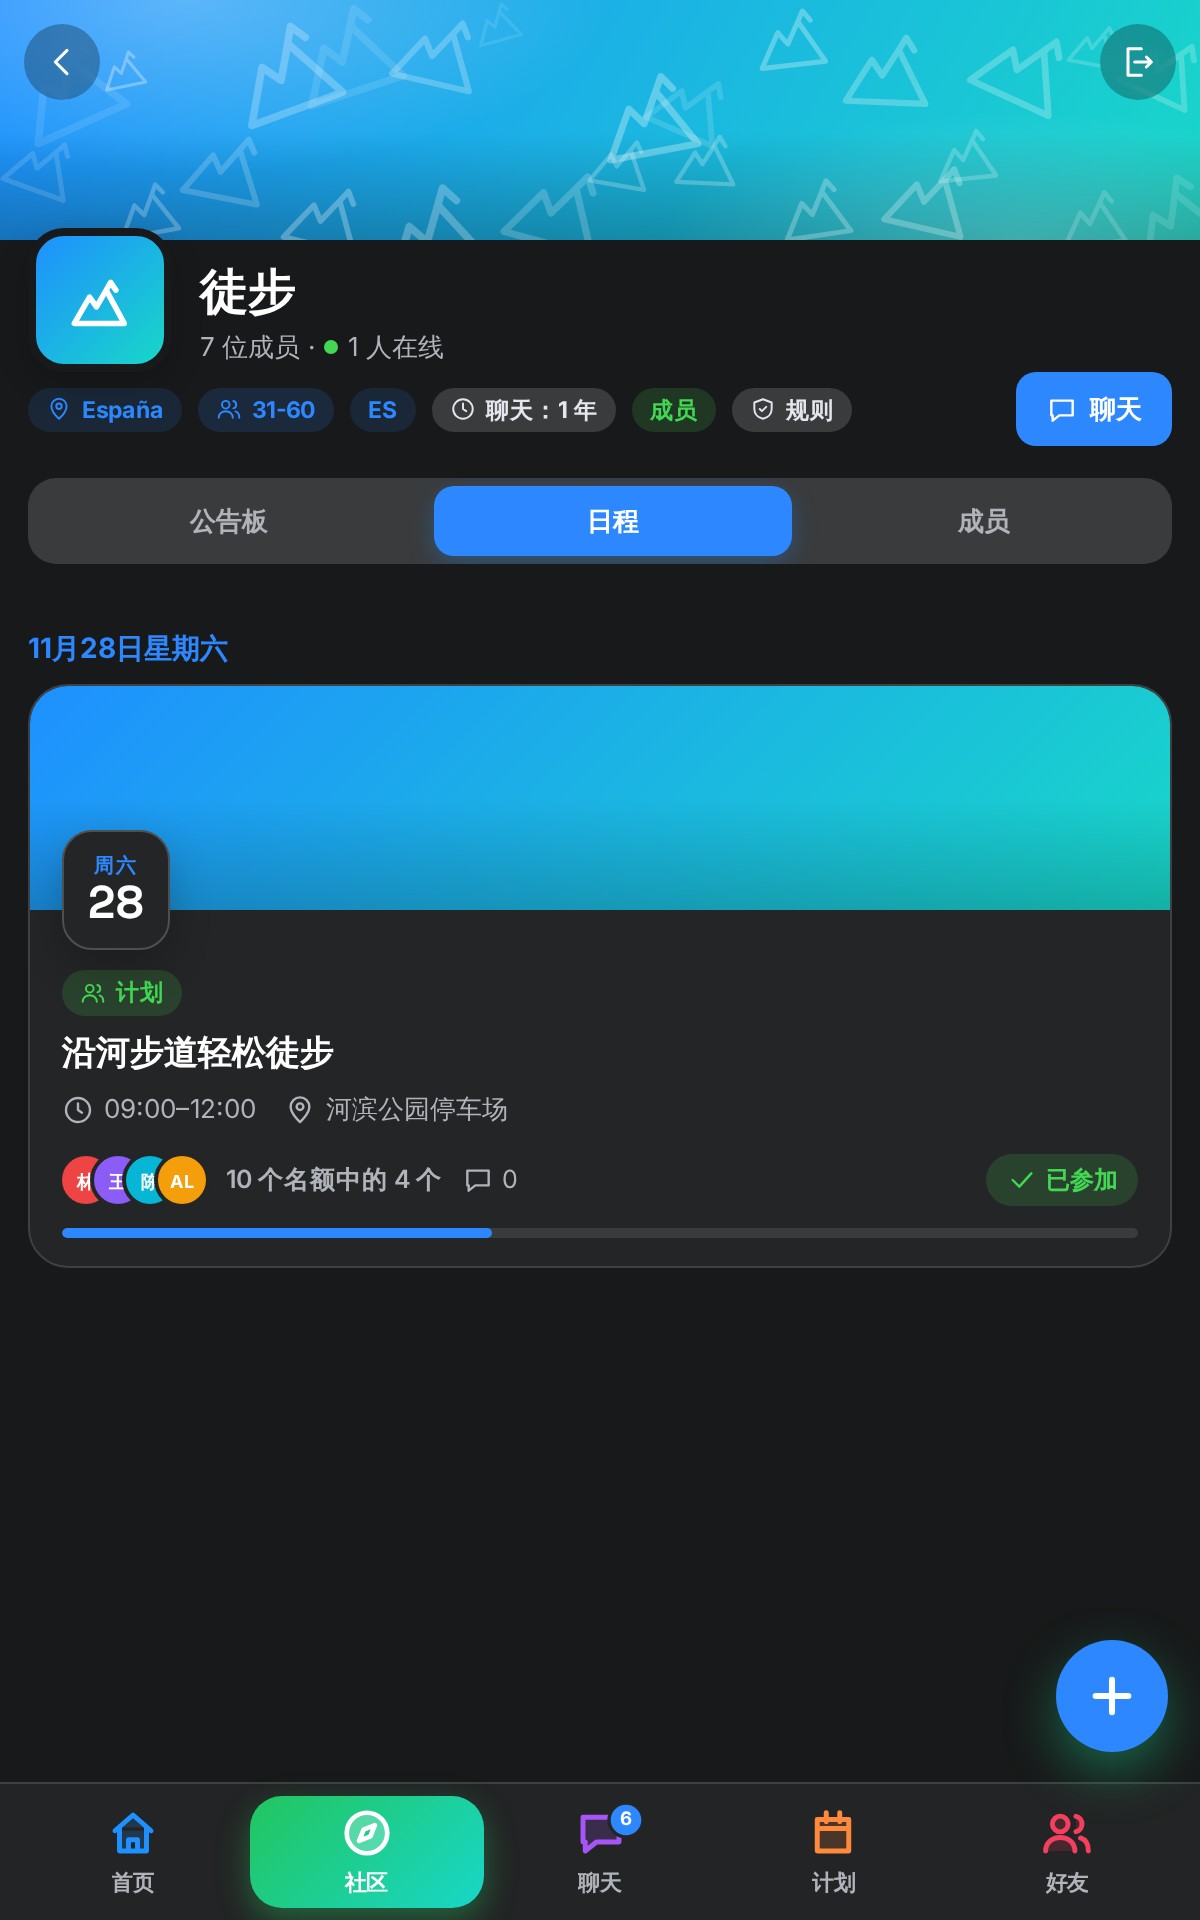 徒步
7 位成员 · 1 人在线
España
31-60
ES
聊天：1 年
成员
规则
聊天
公告板
日程
成员
11月28日星期六
周六
28
计划
沿河步道轻松徒步
09:00–12:00
河滨公园停车场
林
王
陈
AL
10 个名额中的 4 个
0
已参加
首页
社区
6
聊天
计划
好友